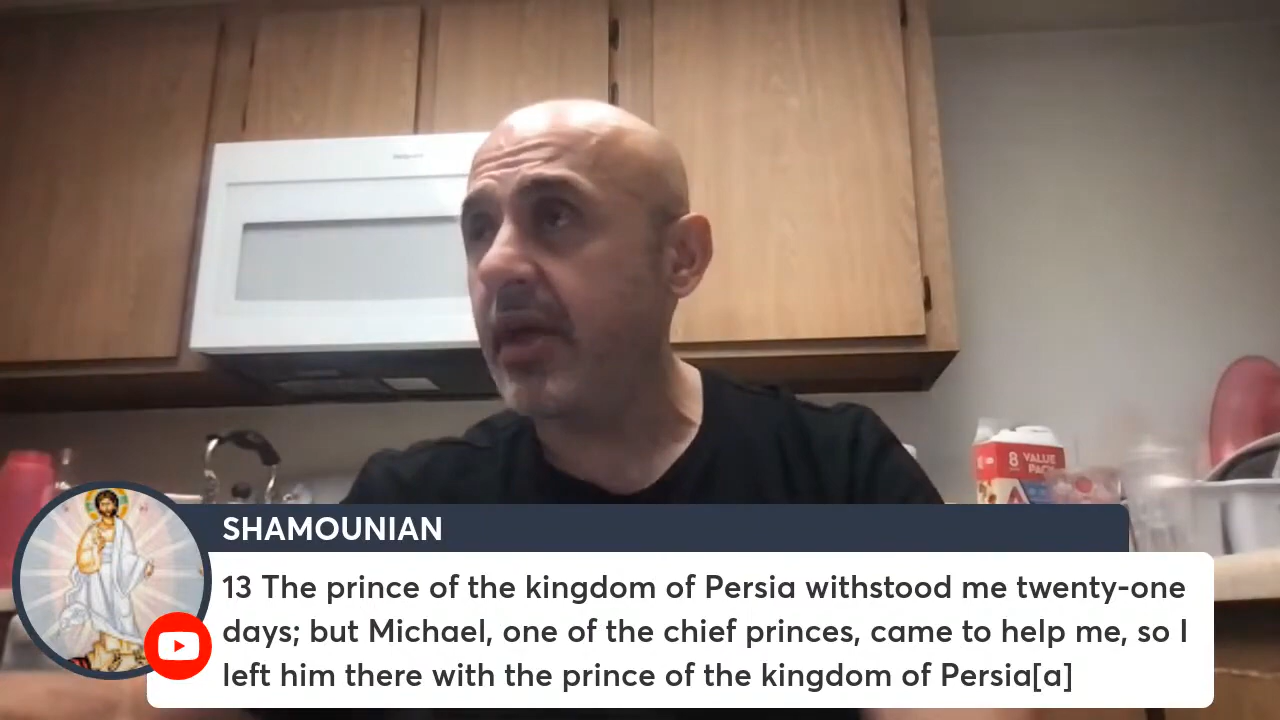 SHAMOUNIAN
13 The prince of the kingdom of Persia withstood me twenty-one
days; but Michael, one of the chief princes, came to help me, so I
left him there with the prince of the kingdom of Persia[a]
8 VALUE
PACK